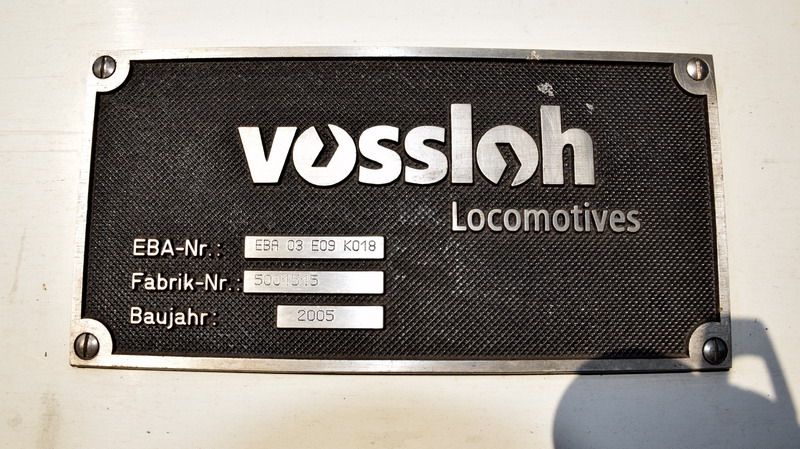 vossloh
Locomotives
EBA-Nr.: EBA 03 E09 K018
Fabrik-Nr.: 5001515
Baujahr: 2005